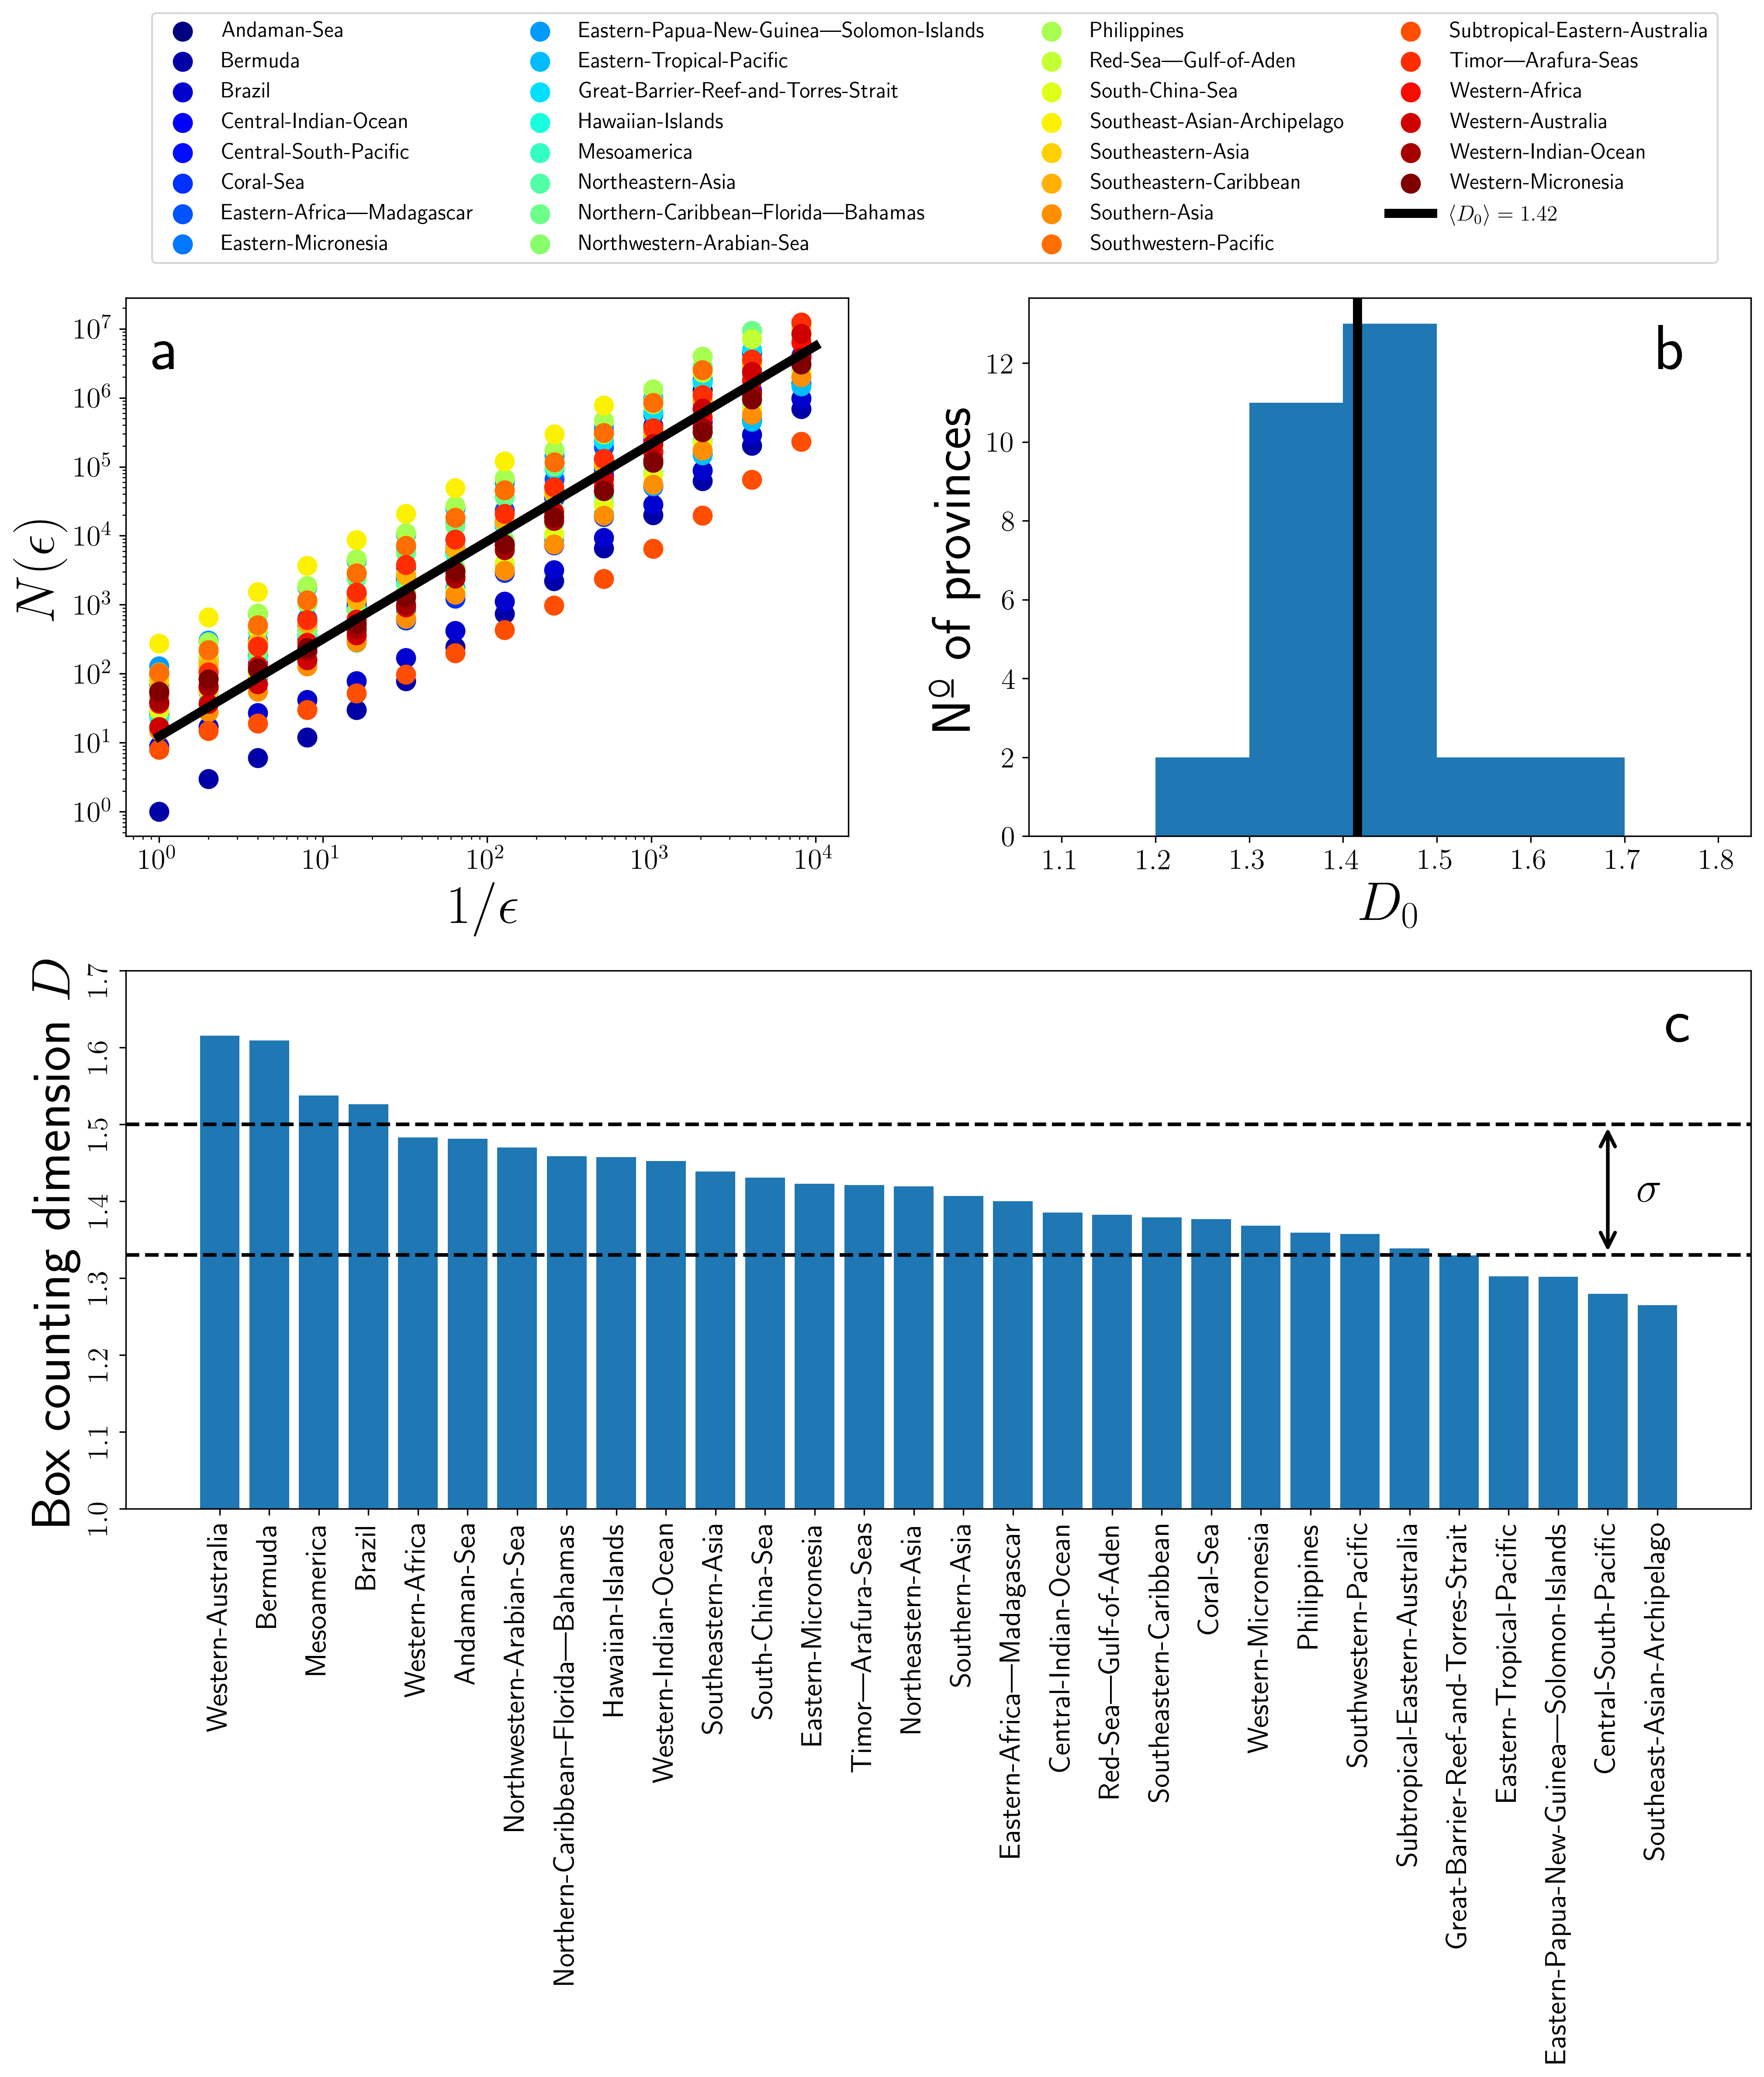 Andaman-Sea
Bermuda
Brazil
Central-Indian-Ocean
Central-South-Pacific
Coral-Sea
Eastern-Africa—Madagascar
Eastern-Micronesia
Eastern-Papua-New-Guinea—Solomon-Islands
Eastern-Tropical-Pacific
Great-Barrier-Reef-and-Torres-Strait
Hawaiian-Islands
Mesoamerica
Northeastern-Asia
Northern-Caribbean–Florida—Bahamas
Northwestern-Arabian-Sea
Philippines
Red-Sea—Gulf-of-Aden
South-China-Sea
Southeast-Asian-Archipelago
Southeastern-Asia
Southeastern-Caribbean
Southern-Asia
Southwestern-Pacific
Subtropical-Eastern-Australia
Timor—Arafura-Seas
Western-Africa
Western-Australia
Western-Indian-Ocean
Western-Micronesia
⟨D₀⟩ = 1.42
a
N(ϵ)
10⁷
10⁶
10⁵
10⁴
10³
10²
10¹
10⁰
10⁰ 10¹ 10² 10³ 10⁴
1/ϵ
b
Nº of provinces
12
10
8
6
4
2
0
1.1 1.2 1.3 1.4 1.5 1.6 1.7 1.8
D₀
c
Box counting dimension D
1.7
1.6
1.5
1.4
1.3
1.2
1.1
1.0
σ
Western-Australia
Bermuda
Mesoamerica
Brazil
Western-Africa
Andaman-Sea
Northwestern-Arabian-Sea
Northern-Caribbean–Florida—Bahamas
Hawaiian-Islands
Western-Indian-Ocean
Southeastern-Asia
South-China-Sea
Eastern-Micronesia
Timor—Arafura-Seas
Northeastern-Asia
Southern-Asia
Eastern-Africa—Madagascar
Central-Indian-Ocean
Red-Sea—Gulf-of-Aden
Southeastern-Caribbean
Coral-Sea
Western-Micronesia
Philippines
Southwestern-Pacific
Subtropical-Eastern-Australia
Great-Barrier-Reef-and-Torres-Strait
Eastern-Tropical-Pacific
Eastern-Papua-New-Guinea—Solomon-Islands
Central-South-Pacific
Southeast-Asian-Archipelago